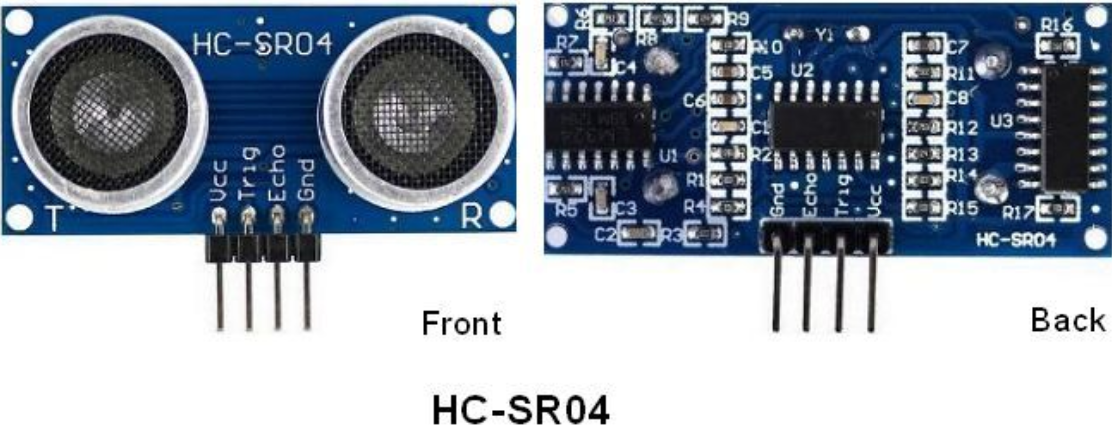 HC-SR04
Vcc
Trig
Echo
Gnd
T
R
Front
R6
R8
R9
R7
C4
R10
C5
C6
C1
R2
R1
R4
U1
R5
C3
C2
R3
Y1
U2
Gnd
Echo
Trig
Vcc
C7
R11
C8
R12
R13
R14
R15
R16
U3
R17
HC-SR04
Back
HC-SR04